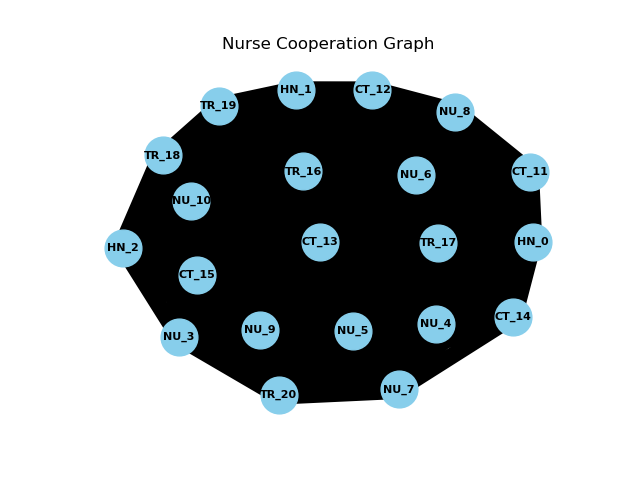 Nurse Cooperation Graph
HN_1
CT_12
TR_19
NU_8
TR_18
TR_16
CT_11
NU_6
NU_10
CT_13
TR_17
HN_0
HN_2
CT_15
CT_14
NU_4
NU_9
NU_5
NU_3
NU_7
TR_20